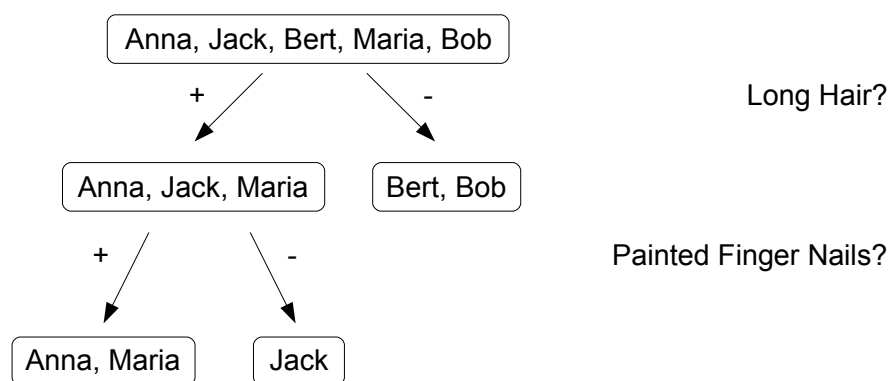 Anna, Jack, Bert, Maria, Bob
+ -
Long Hair?
Anna, Jack, Maria
Bert, Bob
+ -
Painted Finger Nails?
Anna, Maria
Jack